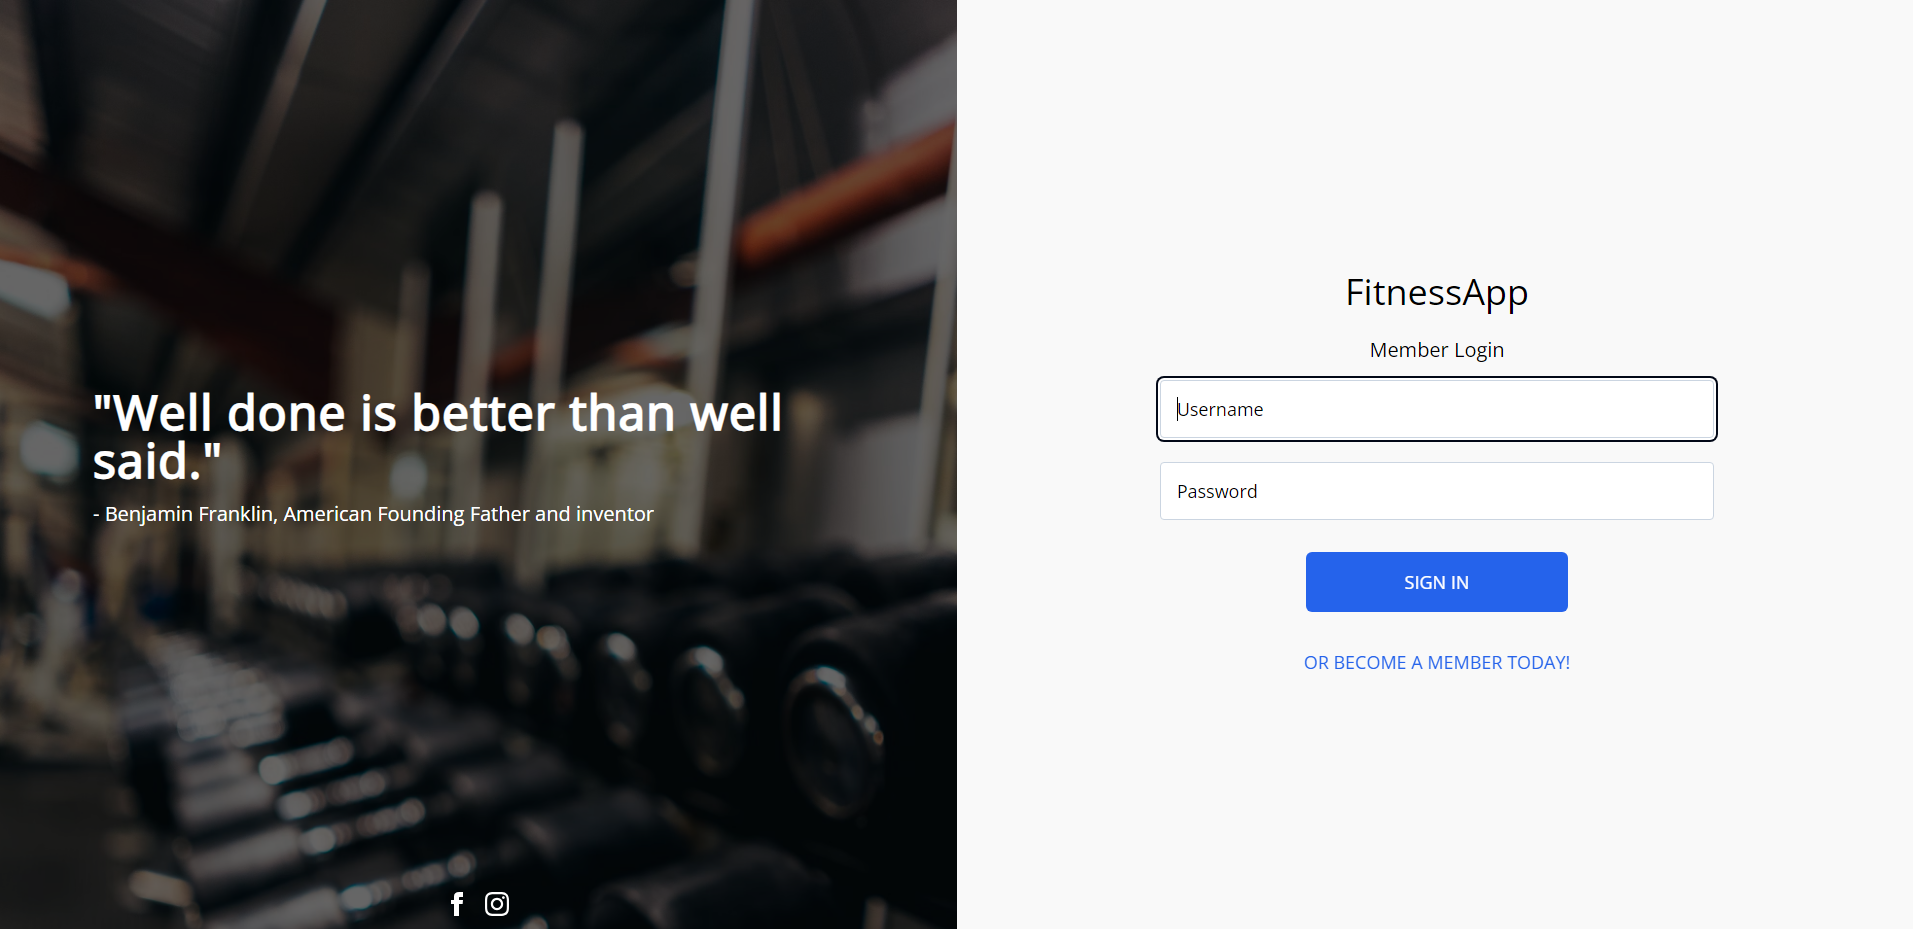 "Well done is better than well
said."
- Benjamin Franklin, American Founding Father and inventor
FitnessApp
Member Login
Username
Password
SIGN IN
OR BECOME A MEMBER TODAY!